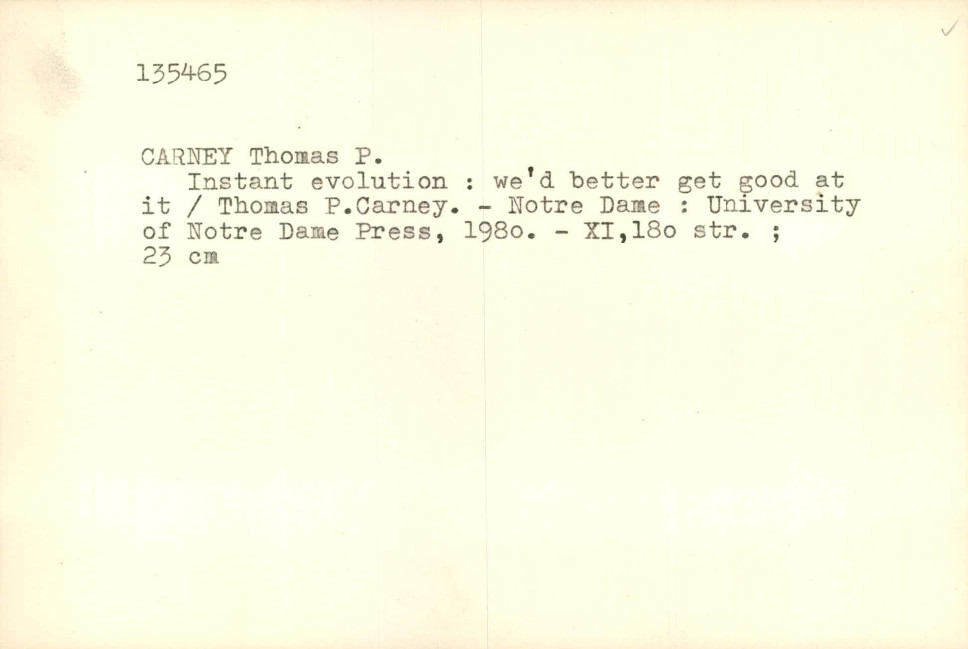 135465
CARNEY Thomas P.
Instant evolution : we'd better get good at
it / Thomas P.Carney. - Notre Dame : University
of Notre Dame Press, 198o. - XI,18o str. ;
23 cm